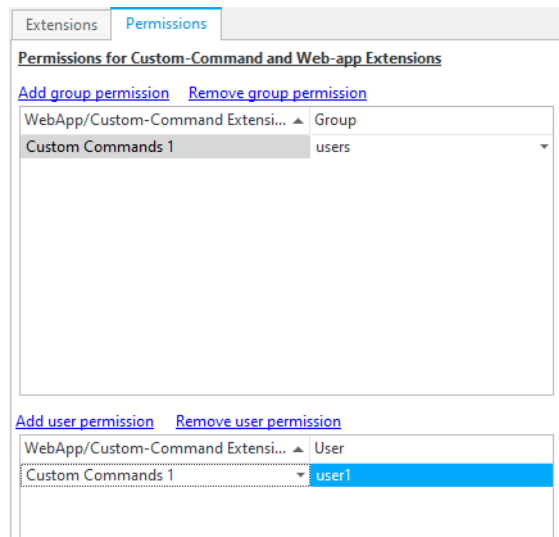 Extensions Permissions
Permissions for Custom-Command and Web-app Extensions
Add group permission Remove group permission
WebApp/Custom-Command Extensi... Group
Custom Commands 1 users
Add user permission Remove user permission
WebApp/Custom-Command Extensi... User
Custom Commands 1 user1